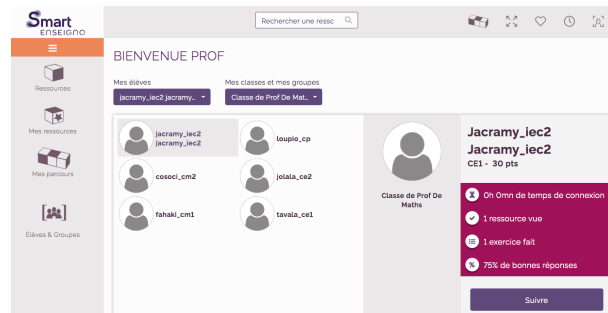 Smart
ENSEIGNO
Rechercher une ressc
BIENVENUE PROF
Ressources
Mes ressources
Mes parcours
Élèves & Groupes
Mes élèves
Mes classes et mes groupes
jacramy_iec2 jacramy_
Classe de Prof De Mat...
jacramy_iec2
jacramy_iec2
loupio_cp
cosoci_cm2
jolala_ce2
fahaki_cm1
tavala_ce1
Classe de Prof De
Maths
Jacramy_iec2
Jacramy_iec2
CE1 - 30 pts
0h 0mn de temps de connexion
1 ressource vue
1 exercice fait
% 75% de bonnes réponses
Suivre